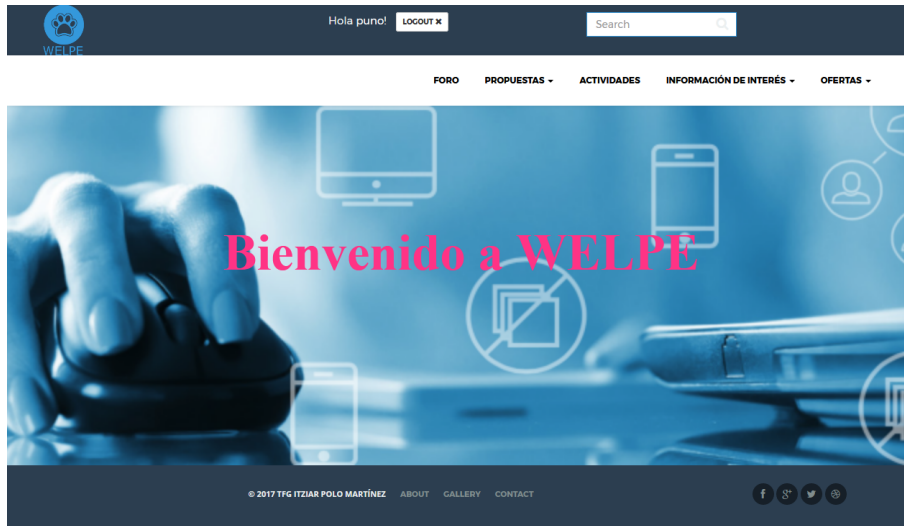 Hola puno! LOGOUT ✖ Search
WELPE
FORO PROPUESTAS ACTIVIDADES INFORMACIÓN DE INTERÉS OFERTAS
Bienvenido a WELPE
© 2017 TFG ITZIAR POLO MARTÍNEZ ABOUT GALLERY CONTACT